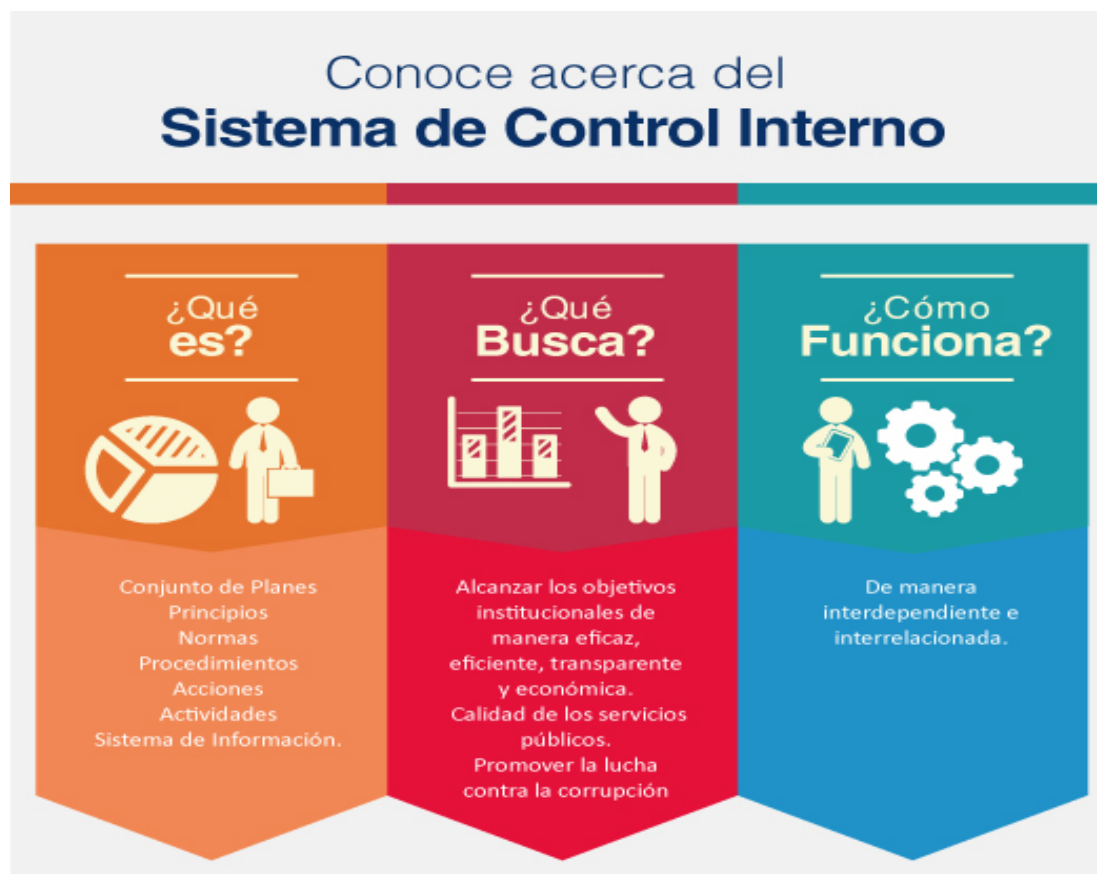 Conoce acerca del
Sistema de Control Interno
¿Qué
es?
Conjunto de Planes
Principios
Normas
Procedimientos
Acciones
Actividades
Sistema de Información.
¿Qué
Busca?
Alcanzar los objetivos
institucionales de
manera eficaz,
eficiente, transparente
y económica.
Calidad de los servicios
públicos.
Promover la lucha
contra la corrupción
¿Cómo
Funciona?
De manera
interdependiente e
interrelacionada.